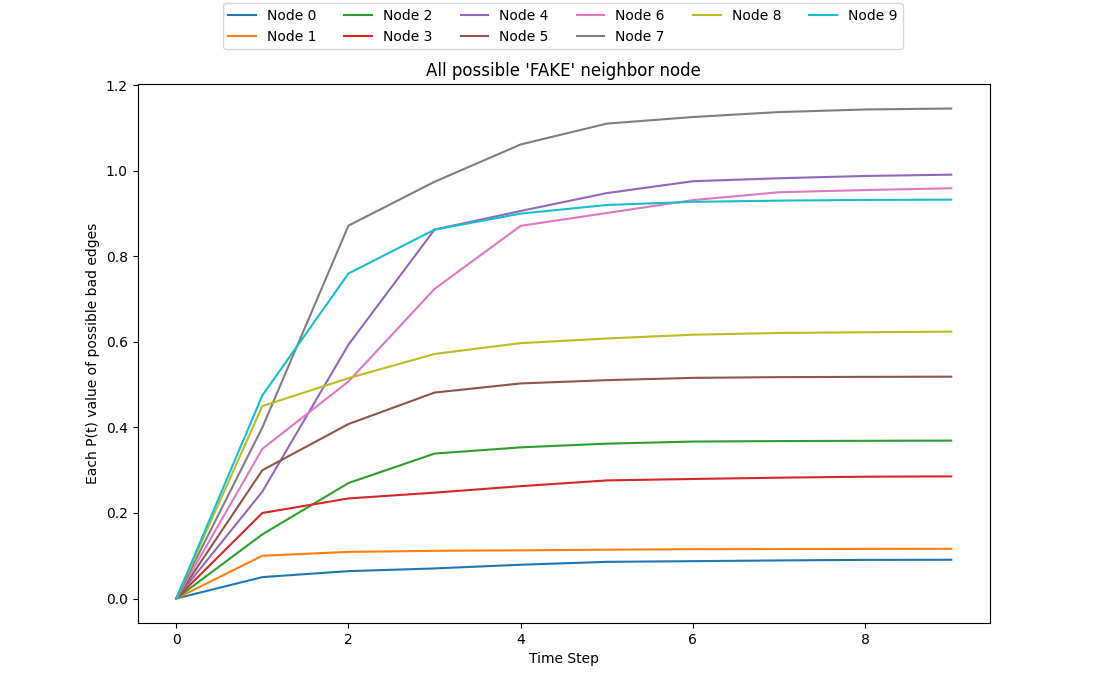 Node 0 Node 2 Node 4 Node 6 Node 8 Node 9
Node 1 Node 3 Node 5 Node 7
All possible 'FAKE' neighbor node
1.2
1.0
0.8
0.6
0.4
0.2
0.0
Each P(t) value of possible bad edges
0 2 4 6 8
Time Step